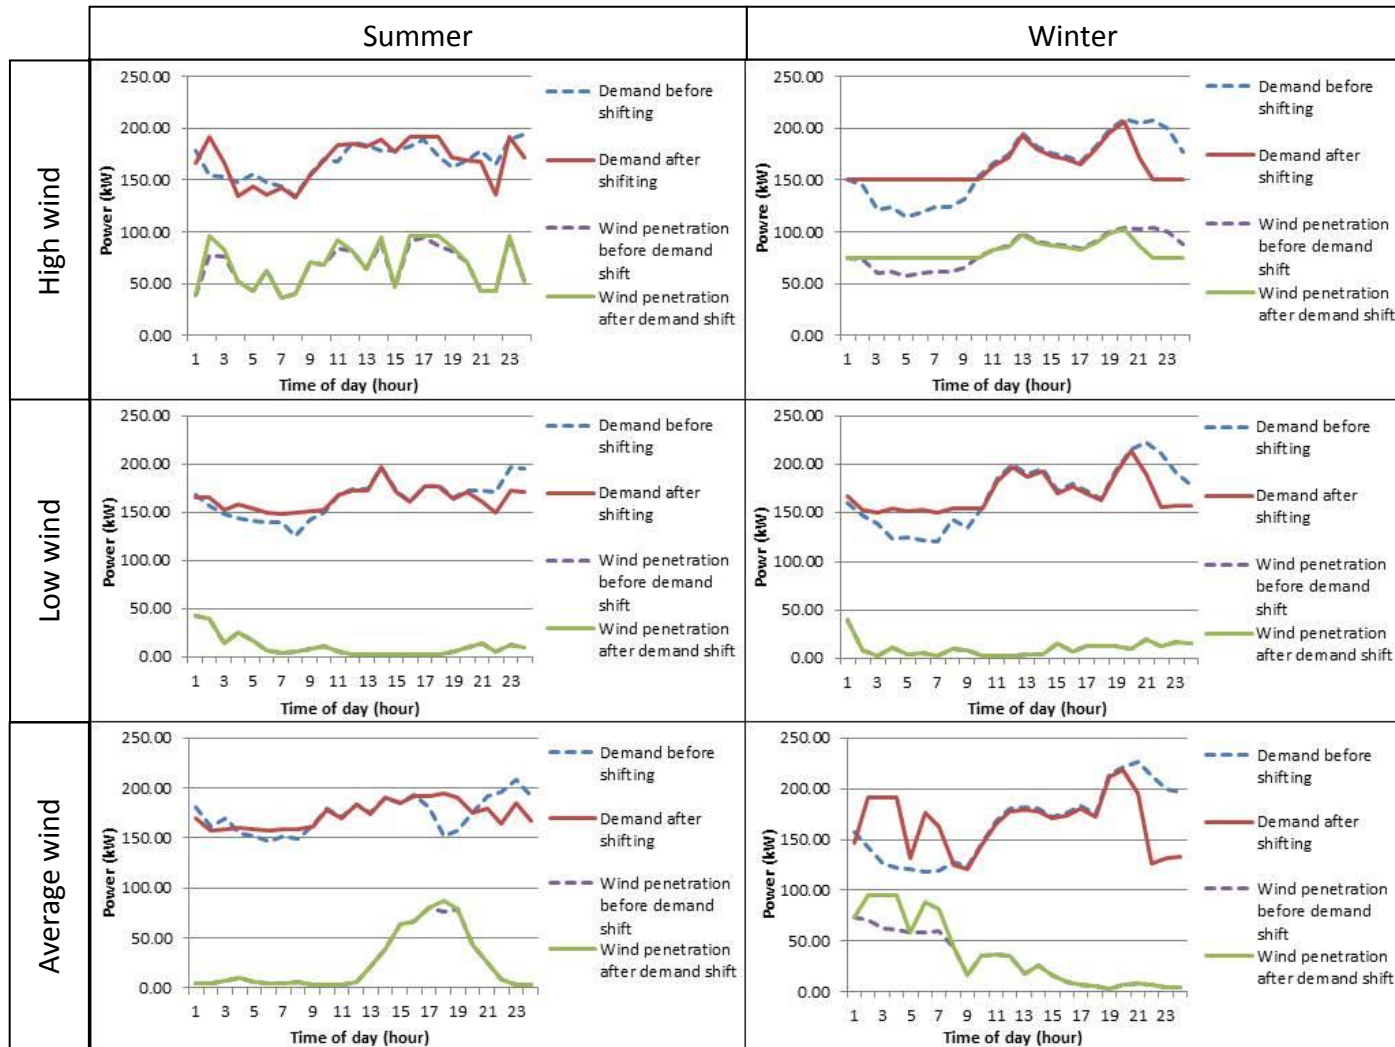 Summer
Winter
High wind
250.00
200.00
150.00
100.00
50.00
0.00
Power (kW)
1 3 5 7 9 11 13 15 17 19 21 23
Time of day (hour)
Demand before
shifting
Demand after
shifiting
Wind penetration
before demand
shift
Wind penetration
after demand shift
250.00
200.00
150.00
100.00
50.00
0.00
Powre (kW)
1 3 5 7 9 11 13 15 17 19 21 23
Time of day (hour)
Demand before
shifting
Demand after
shifting
Wind penetration
before demand
shift
Wind penetration
after demand shift
Low wind
250.00
200.00
150.00
100.00
50.00
0.00
Power (kW)
1 3 5 7 9 11 13 15 17 19 21 23
Time of day (hour)
Demand before
shifting
Demand after
shifting
Wind penetration
before demand
shift
Wind penetration
after demand shift
250.00
200.00
150.00
100.00
50.00
0.00
Powr (kW)
1 3 5 7 9 11 13 15 17 19 21 23
Time of day (hour)
Demand before
shifting
Demand after
shifting
Wind penetration
before demand
shift
Wind penetration
after demand shift
Average wind
250.00
200.00
150.00
100.00
50.00
0.00
Power (kW)
1 3 5 7 9 11 13 15 17 19 21 23
Time of day (hour)
Demand before
shifting
Demand after
shifting
Wind penetration
before demand
shift
Wind penetration
after demand shift
250.00
200.00
150.00
100.00
50.00
0.00
Power (kW)
1 3 5 7 9 11 13 15 17 19 21 23
Time of day (hour)
Demand before
shifting
Demand after
shifting
Wind penetration
before demand
shift
Wind penetration
after demand shift